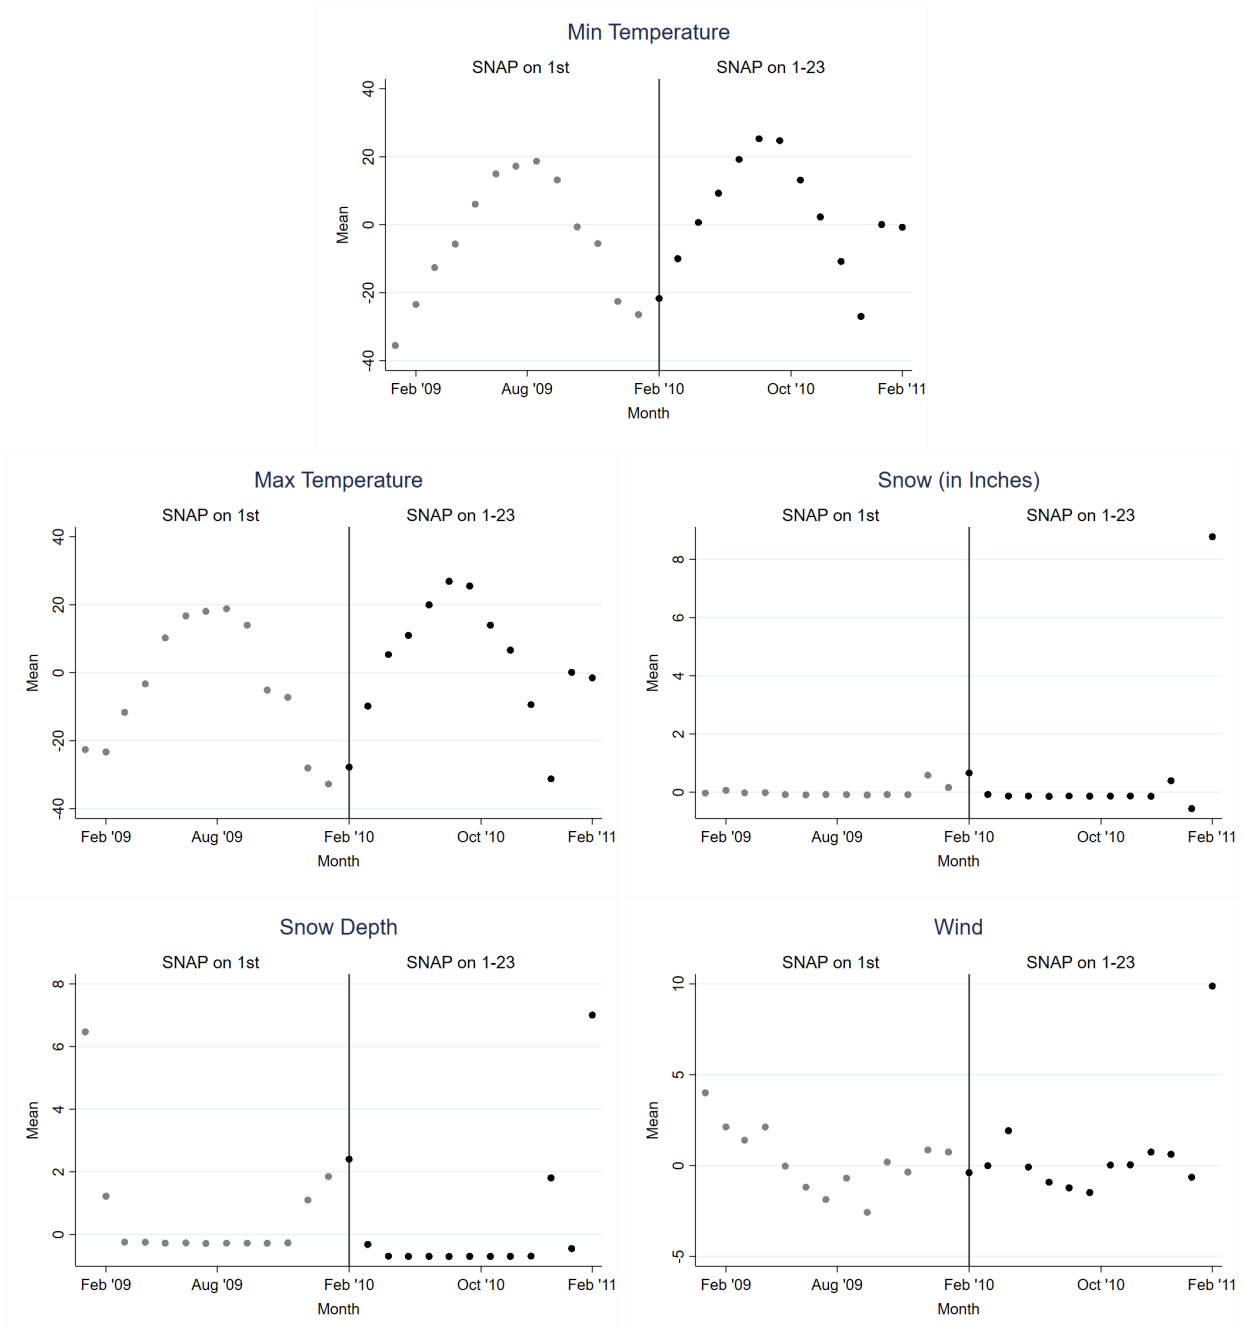 Min Temperature
SNAP on 1st SNAP on 1-23
40
20
0
-20
-40
Mean
Feb '09 Aug '09 Feb '10 Oct '10 Feb '11
Month
Max Temperature
SNAP on 1st SNAP on 1-23
40
20
0
-20
-40
Mean
Feb '09 Aug '09 Feb '10 Oct '10 Feb '11
Month
Snow (in Inches)
SNAP on 1st SNAP on 1-23
8
6
4
2
0
Mean
Feb '09 Aug '09 Feb '10 Oct '10 Feb '11
Month
Snow Depth
SNAP on 1st SNAP on 1-23
8
6
4
2
0
Mean
Feb '09 Aug '09 Feb '10 Oct '10 Feb '11
Month
Wind
SNAP on 1st SNAP on 1-23
10
5
0
-5
Mean
Feb '09 Aug '09 Feb '10 Oct '10 Feb '11
Month